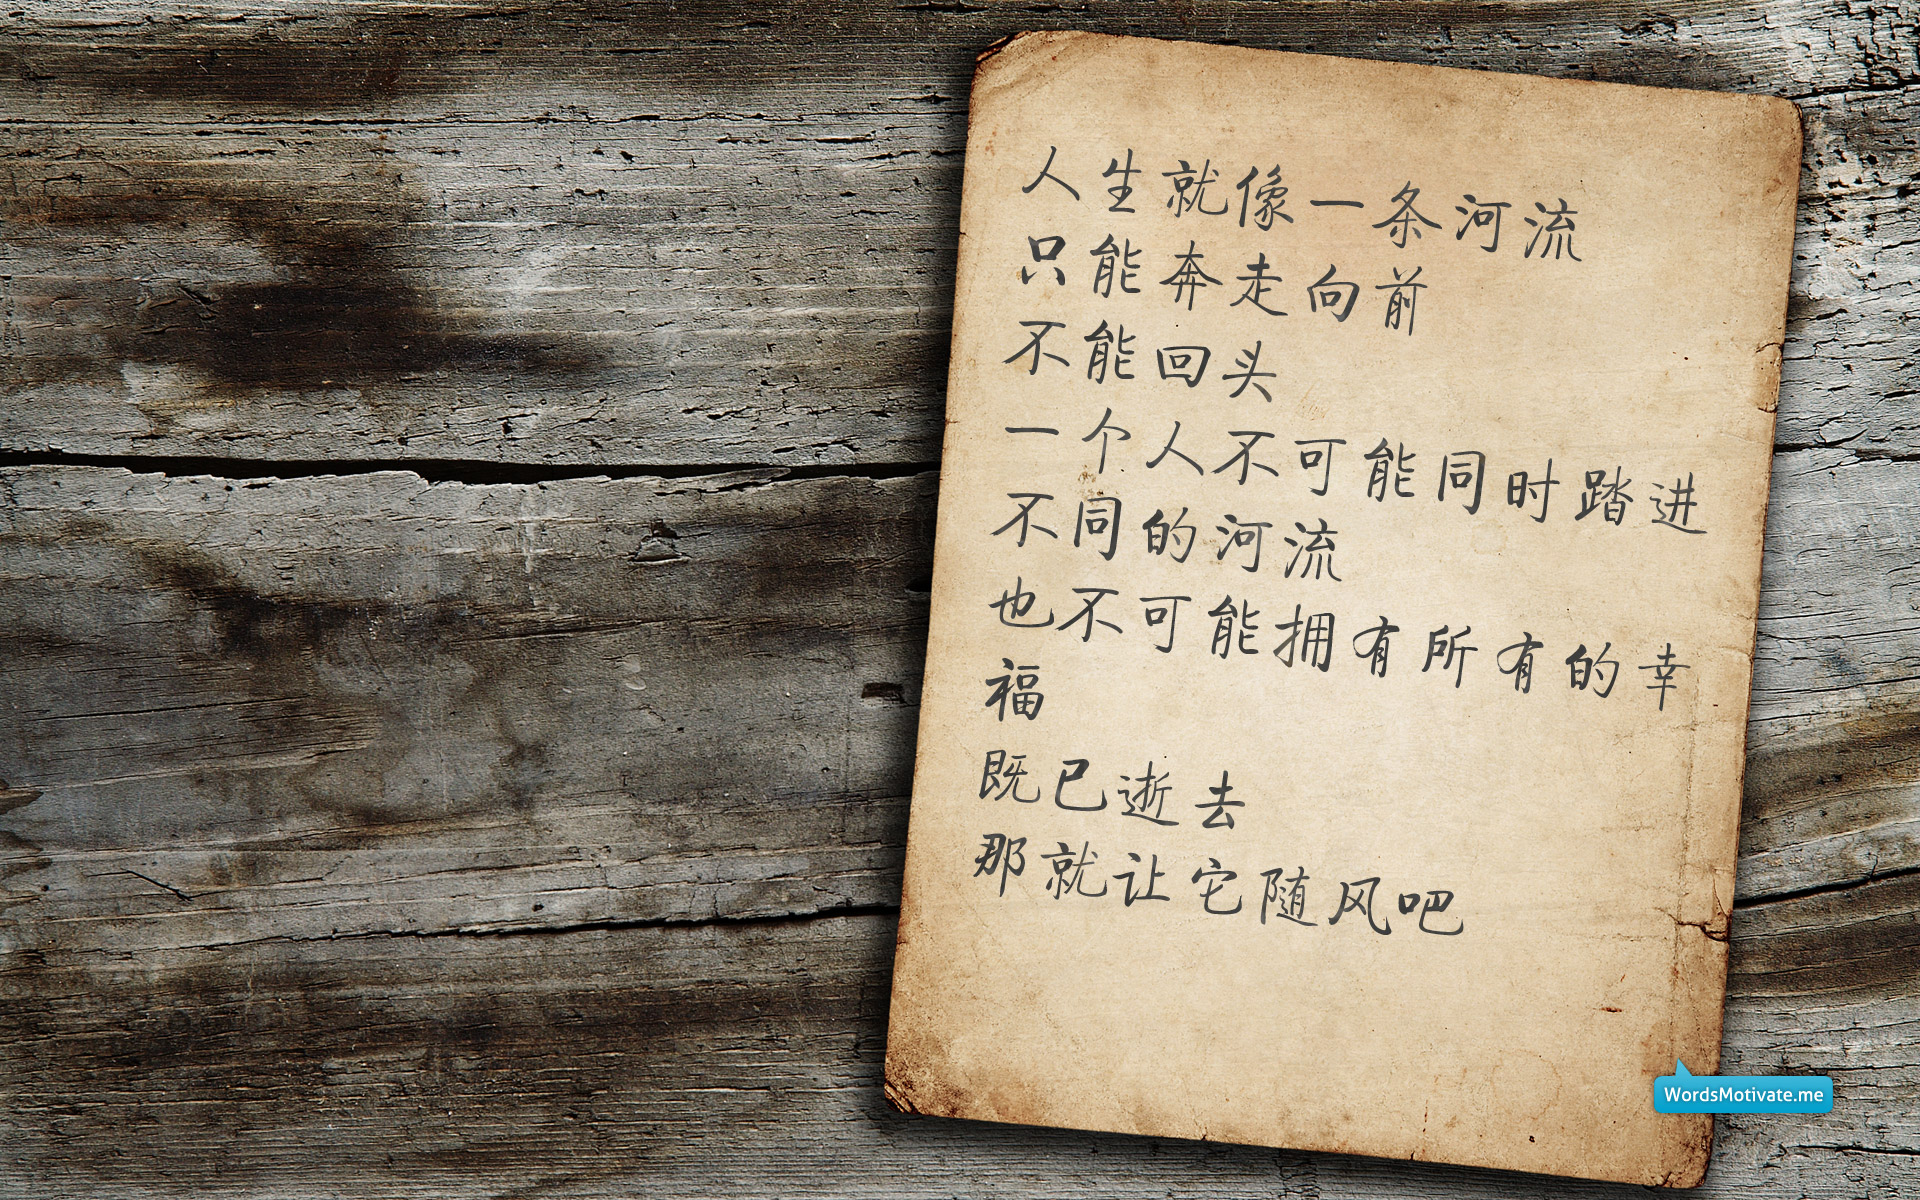 人生就像一条河流
只能奔走向前
不能回头
一个人不可能同时踏进
不同的河流
也不可能拥有所有的幸
福
既已逝去
那就让它随风吧
WordsMotivate.me